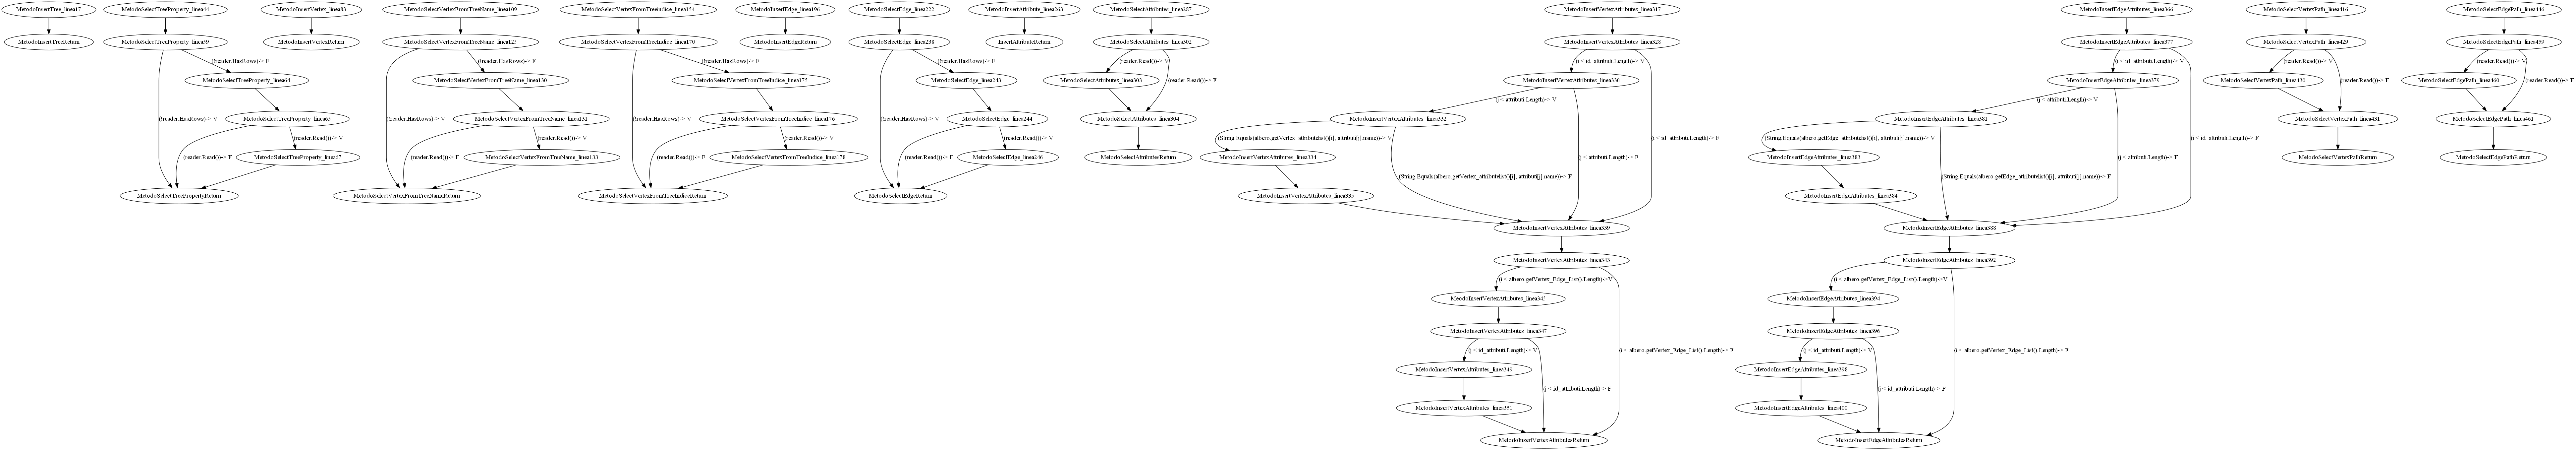 MetodoInsertTree_linea17
MetodoInsertTreeReturn
MetodoSelectTreeProperty_linea44
MetodoSelectTreeProperty_linea59
(!reader.HasRows)-> F
MetodoSelectTreeProperty_linea64
(!reader.HasRows)-> V
MetodoSelectTreeProperty_linea65
(reader.Read())-> F
(reader.Read())-> V
MetodoSelectTreeProperty_linea67
MetodoSelectTreePropertyReturn
MetodoInsertVertex_linea83
MetodoInsertVertexReturn
MetodoSelectVertexFromTreeName_linea109
MetodoSelectVertexFromTreeName_linea125
(!reader.HasRows)-> F
MetodoSelectVertexFromTreeName_linea130
(!reader.HasRows)-> V
MetodoSelectVertexFromTreeName_linea131
(reader.Read())-> F
(reader.Read())-> V
MetodoSelectVertexFromTreeName_linea133
MetodoSelectVertexFromTreeNameReturn
MetodoSelectVertexFromTreeindice_linea154
MetodoSelectVertexFromTreeIndice_linea170
(!reader.HasRows)-> F
MetodoSelectVertexFromTreeIndice_linea175
(!reader.HasRows)-> V
MetodoSelectVertexFromTreeIndice_linea176
(reader.Read())-> F
(reader.Read())-> V
MetodoSelectVertexFromTreeIndice_linea178
MetodoSelectVertexFromTreeIndiceReturn
MetodoInsertEdge_linea196
MetodoInsertEdgeReturn
MetodoSelectEdge_linea222
MetodoSelectEdge_linea238
(!reader.HasRows)-> F
MetodoSelectEdge_linea243
(!reader.HasRows)-> V
MetodoSelectEdge_linea244
(reader.Read())-> F
(reader.Read())-> V
MetodoSelectEdge_linea246
MetodoSelectEdgeReturn
MetodoInsertAttribute_linea263
InsertAttributeReturn
MetodoSelectAttributes_linea287
MetodoSelectAttributes_linea302
(reader.Read())-> V
MetodoSelectAttributes_linea303
(reader.Read())-> F
MetodoSelectAttributes_linea304
MetodoSelectAttributesReturn
MetodoInsertVertexAttributes_linea317
MetodoInsertVertexAttributes_linea328
(i < id_attributi.Length)-> V
MetodoInsertVertexAttributes_linea330
(j < attributi.Length)-> V
MetodoInsertVertexAttributes_linea332
(i < id_attributi.Length)-> F
(String.Equals(albero.getVertex_attributelist()[i], attributi[j].name))-> V
MetodoInsertVertexAttributes_linea334
(j < attributi.Length)-> F
(String.Equals(albero.getVertex_attributelist()[i], attributi[j].name))-> F
MetodoInsertVertexAttributes_linea335
MetodoInsertVertexAttributes_linea339
MetodoInsertVertexAttributes_linea343
(i < albero.getVertex_Edge_List().Length)->V
MeodoInsertVertexAttributes_linea345
MetodoInsertVertexAttributes_linea347
(j < id_attributi.Length)-> V
(i < albero.getVertex_Edge_List().Length)-> F
MetodoInsertVertexAttributes_linea349
(j < id_attributi.Length)-> F
MetodoInsertVertexAttributes_linea351
MetodoInsertVertexAttributesReturn
MetodoInsertEdgeAttributes_linea366
MetodoInsertEdgeAttributes_linea377
(i < id_attributi.Length)-> V
MetodoInsertEdgeAttributes_linea379
(j < attributi.Length)-> V
MetodoInsertEdgeAttributes_linea381
(i < id_attributi.Length)-> F
(String.Equals(albero.getEdge_attributelist()[i], attributi[j].name))-> V
MetodoInsertEdgeAttributes_linea383
(j < attributi.Length)-> F
(String.Equals(albero.getEdge_attributelist()[i], attributi[j].name))-> F
MetodoInsertEdgeAttributes_linea384
MetodoInsertEdgeAttributes_linea388
MetodoInsertEdgeAttributes_linea392
(i < albero.getVertex_Edge_List().Length)->V
MetodoInsertEdgeAttributes_linea394
MetodoInsertEdgeAttributes_linea396
(j < id_attributi.Length)-> V
(i < albero.getVertex_Edge_List().Length)-> F
MetodoInsertEdgeAttributes_linea398
(j < id_attributi.Length)-> F
MetodoInsertEdgeAttributes_linea400
MetodoInsertEdgeAttributesReturn
MetodoSelectVertexPath_linea416
MetodoSelectVertexPath_linea429
(reader.Read())-> V
MetodoSelectVertexPath_linea430
(reader.Read())-> F
MetodoSelectVertexPath_linea431
MetodoSelectVertexPathReturn
MetodoSelectEdgePath_linea446
MetodoSelectEdgePath_linea459
(reader.Read())-> V
MetodoSelectEdgePath_linea460
(reader.Read())-> F
MetodoSelectEdgePath_linea461
MetodoSelectEdgePathReturn